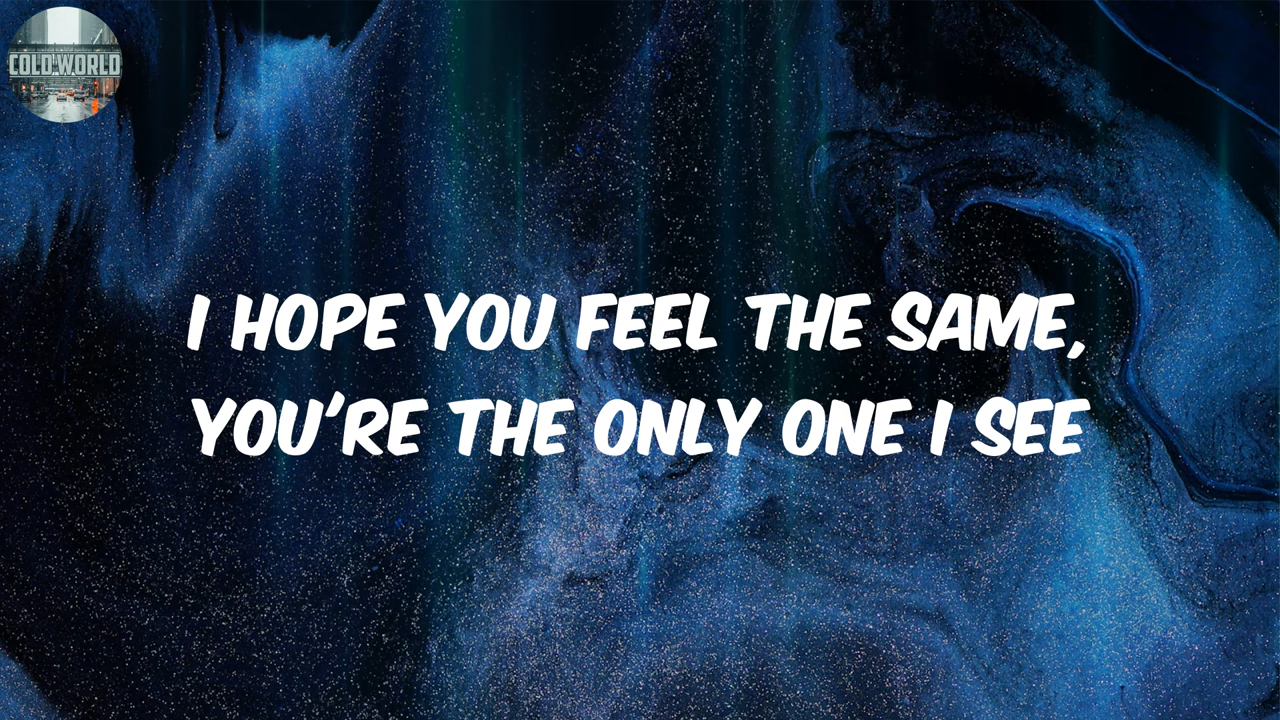 COLD WORLD
I HOPE YOU FEEL THE SAME,
YOU'RE THE ONLY ONE I SEE